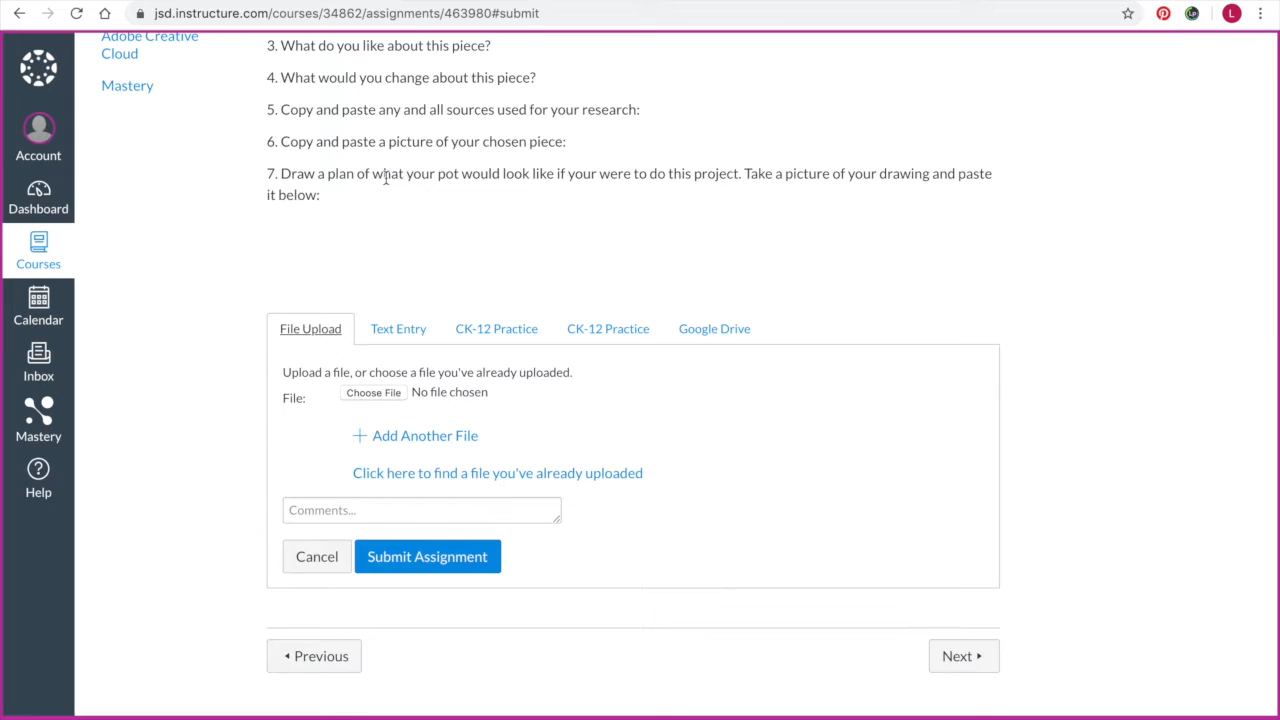 jsd.instructure.com/courses/34862/assignments/463980#submit
L
Adobe Creative
Cloud
Mastery
Account
Dashboard
Courses
Calendar
Inbox
Mastery
Help
3. What do you like about this piece?
4. What would you change about this piece?
5. Copy and paste any and all sources used for your research:
6. Copy and paste a picture of your chosen piece:
7. Draw a plan of what your pot would look like if your were to do this project. Take a picture of your drawing and paste
it below:
File Upload
Text Entry
CK-12 Practice
CK-12 Practice
Google Drive
Upload a file, or choose a file you've already uploaded.
File:
Choose File No file chosen
Add Another File
Click here to find a file you've already uploaded
Comments...
Cancel
Submit Assignment
Previous
Next